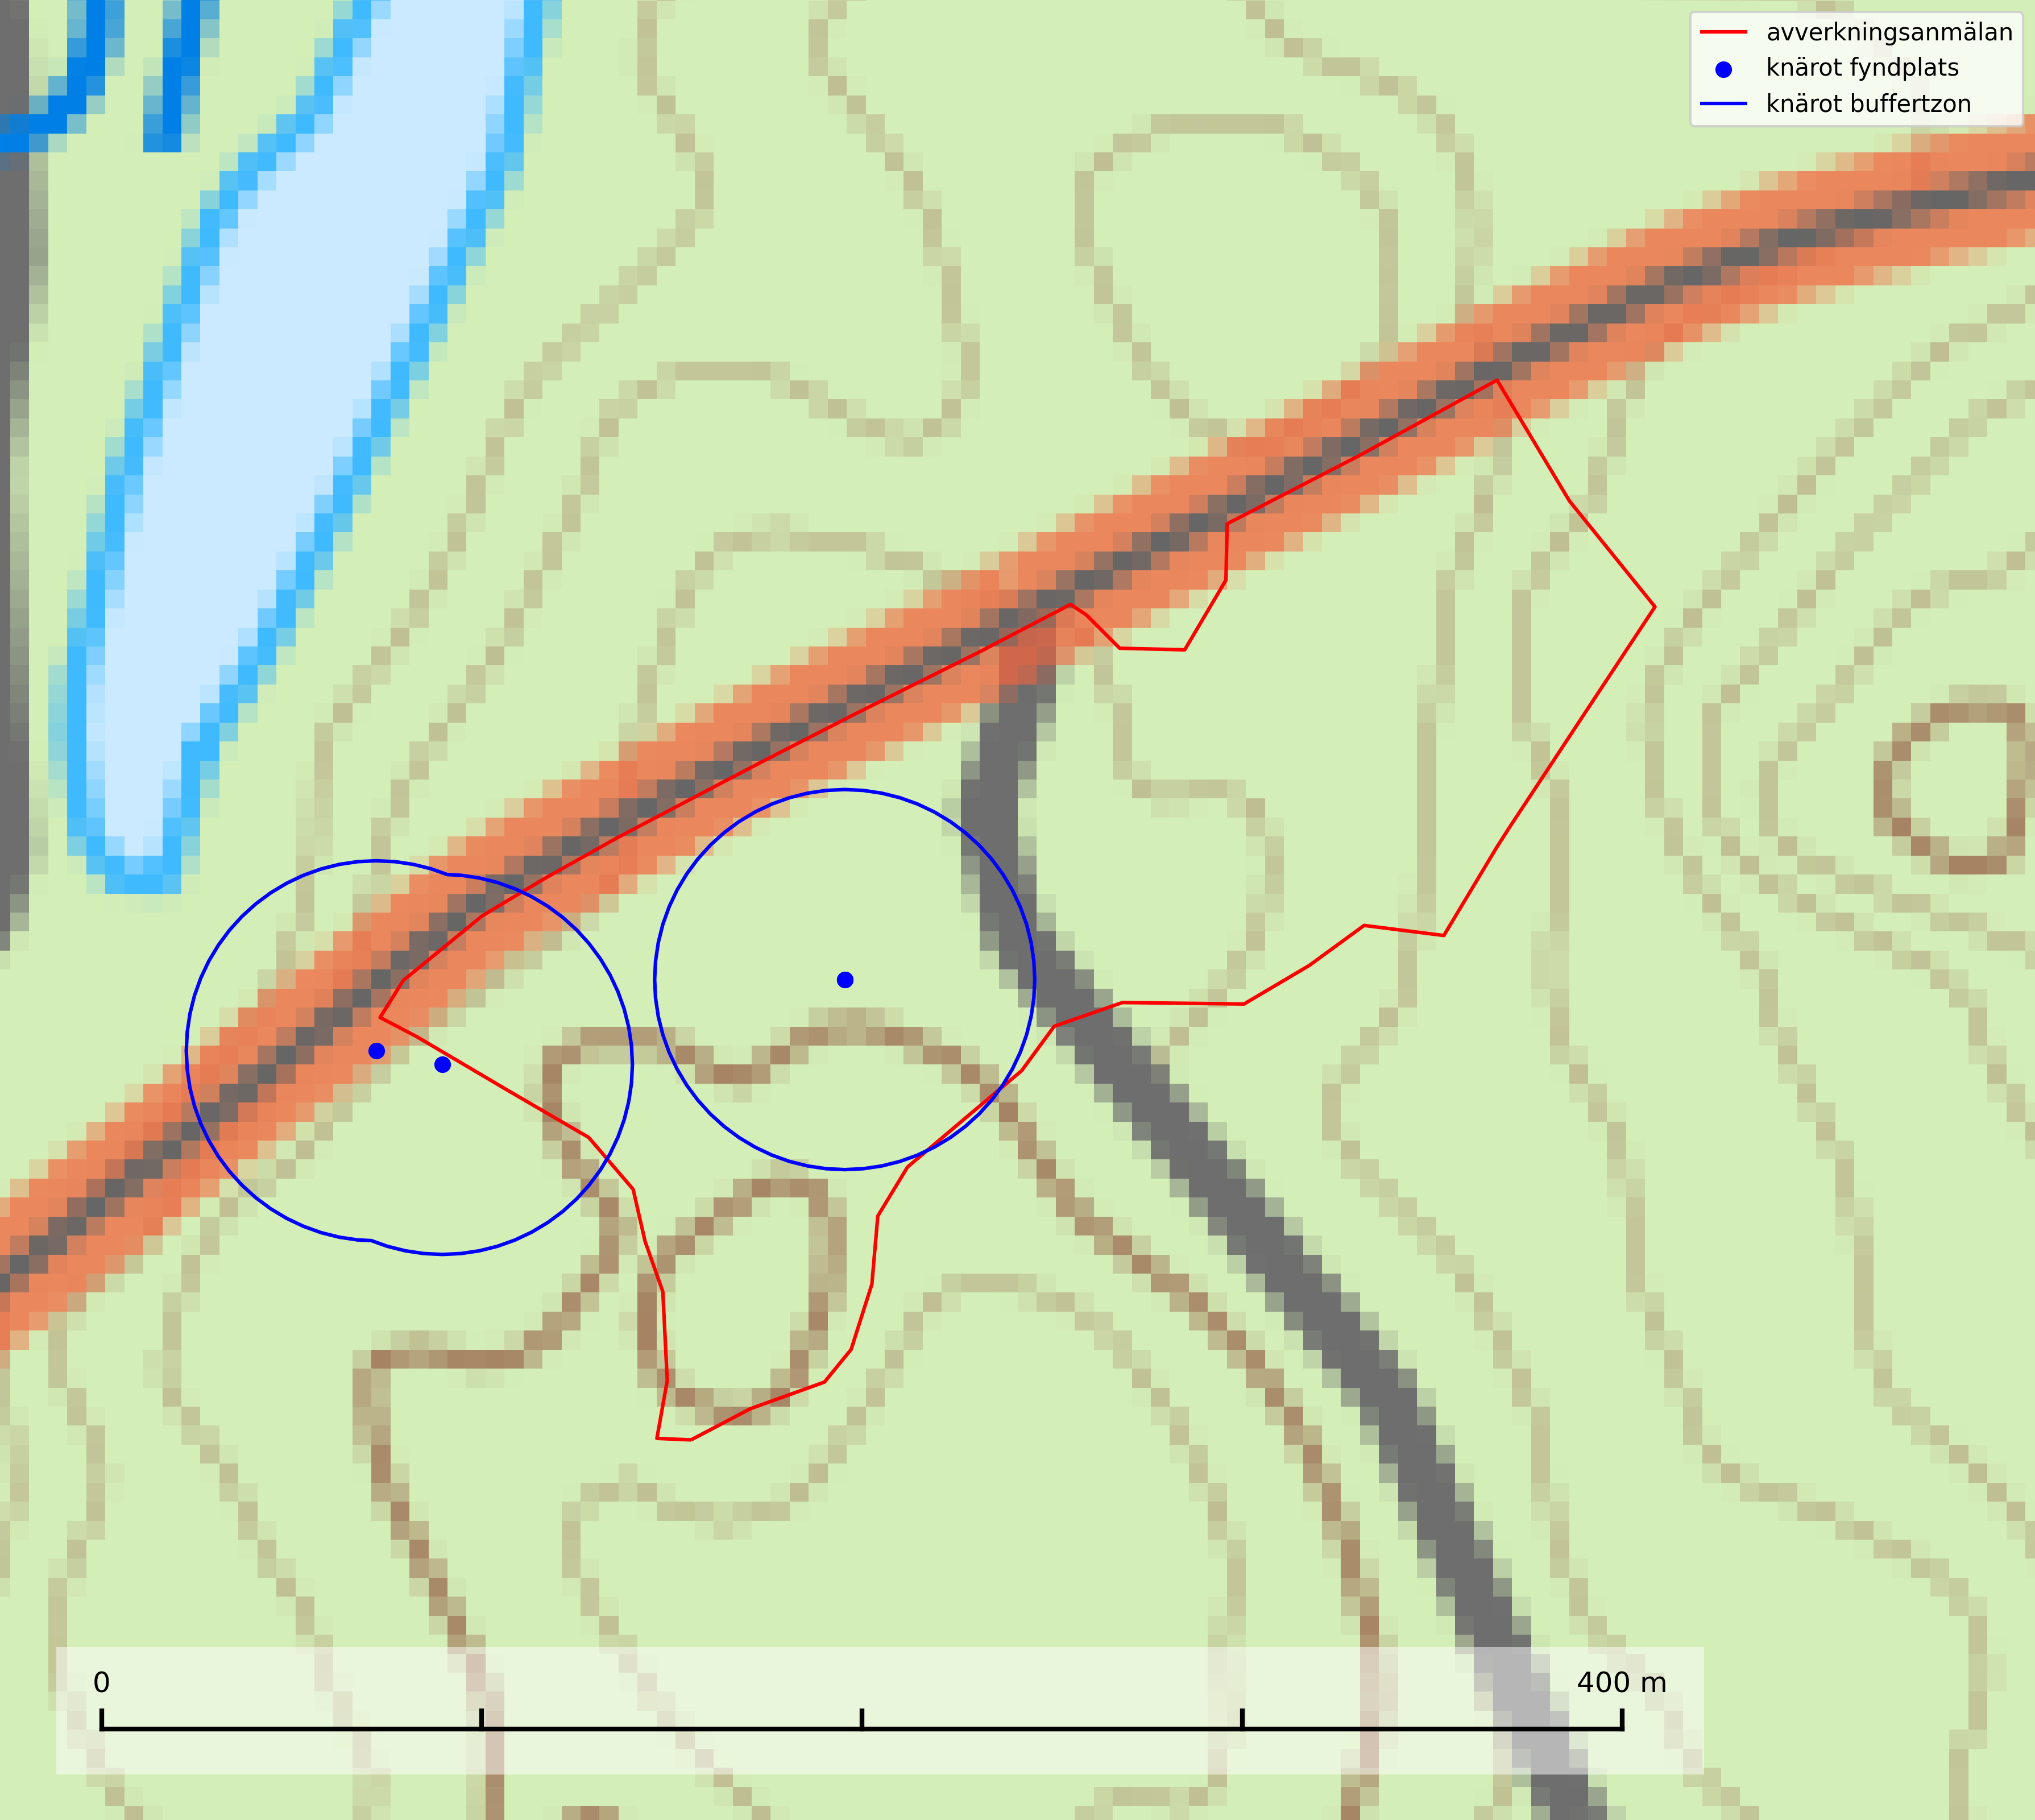 avverkningsanmälan
knärot fyndplats
knärot buffertzon
0 400 m